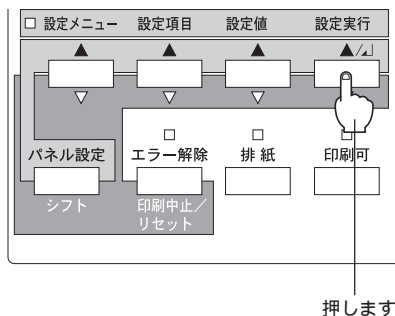 □ 設定メニュー 設定項目 設定値 設定実行
▲ ▲ ▲ ▲/⏎
▽ ▽ ▽
パネル設定 エラー解除 排 紙 印刷可
シフト 印刷中止／
リセット
押します